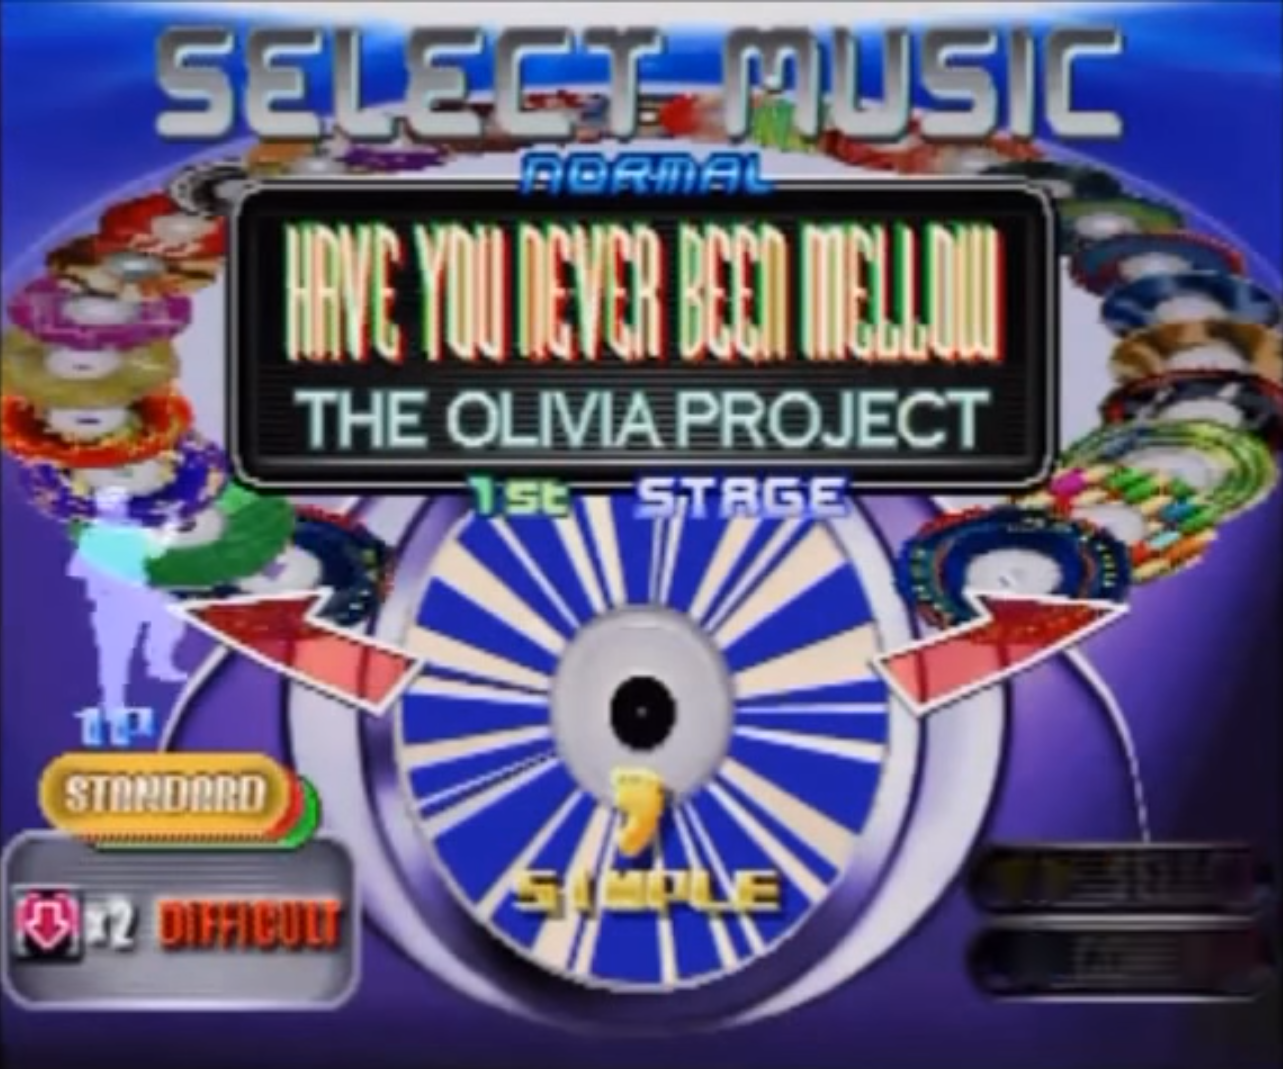 SELECT MUSIC
NORMAL
HAVE YOU NEVER BEEN MELLOW
THE OLIVIA PROJECT
1st STAGE
1P
STANDARD
x2 DIFFICULT
SIMPLE